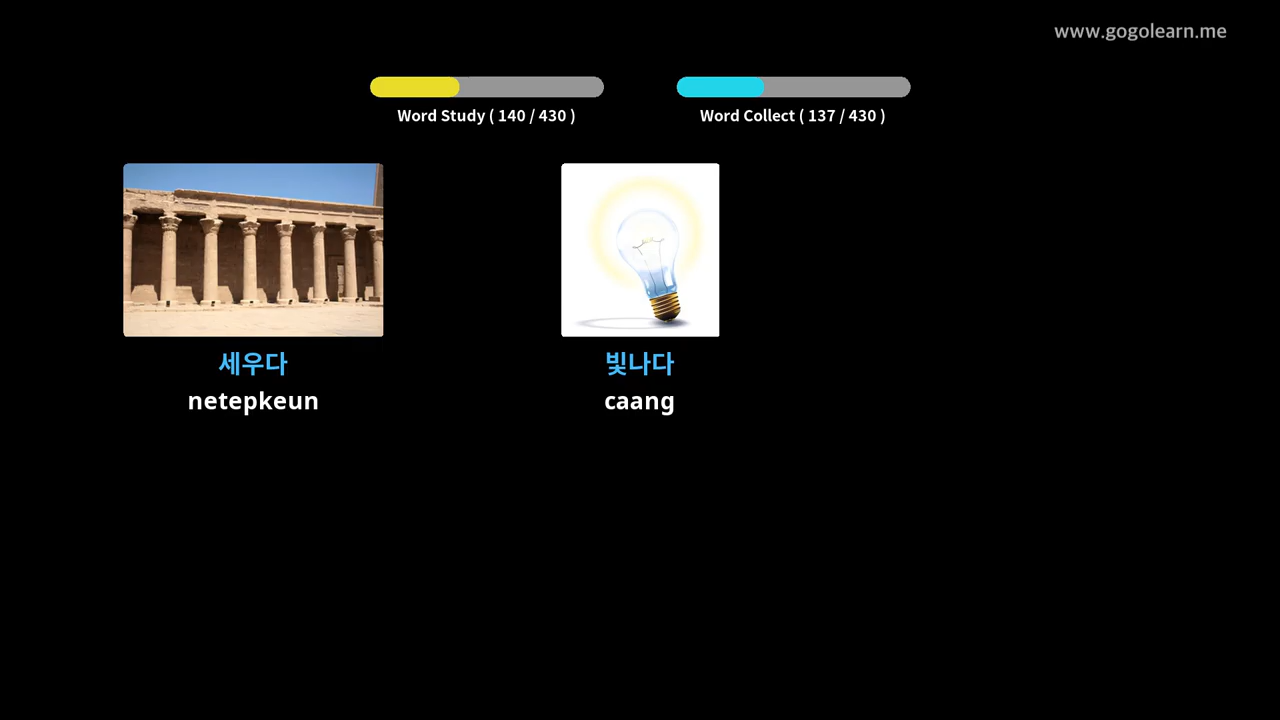 www.gogolearn.me
Word Study ( 140 / 430 )
Word Collect ( 137 / 430 )
세우다
netepkeun
빛나다
caang